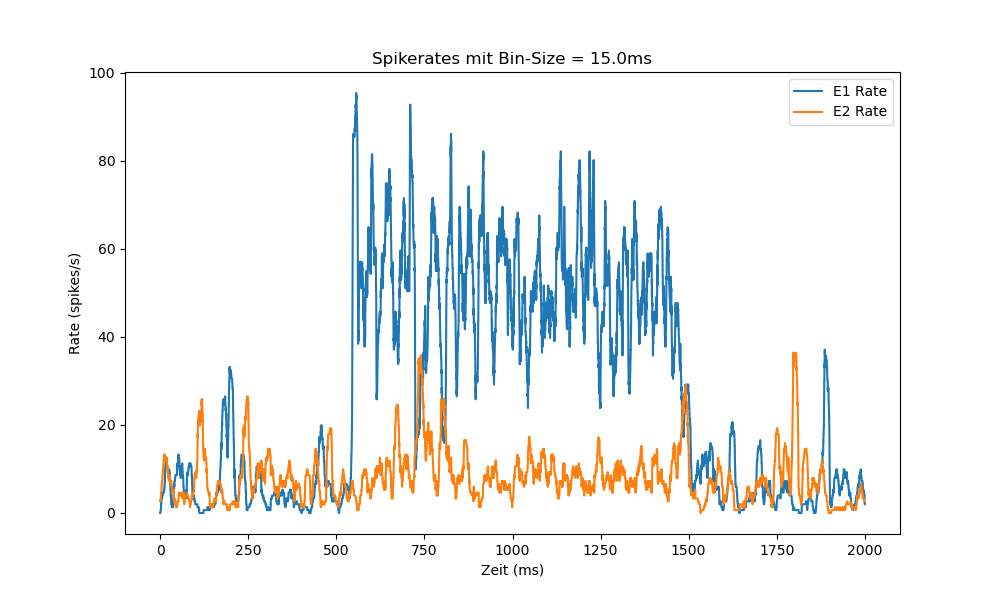 Spikerates mit Bin-Size = 15.0ms
E1 Rate
E2 Rate
Rate (spikes/s)
100
80
60
40
20
0
0 250 500 750 1000 1250 1500 1750 2000
Zeit (ms)